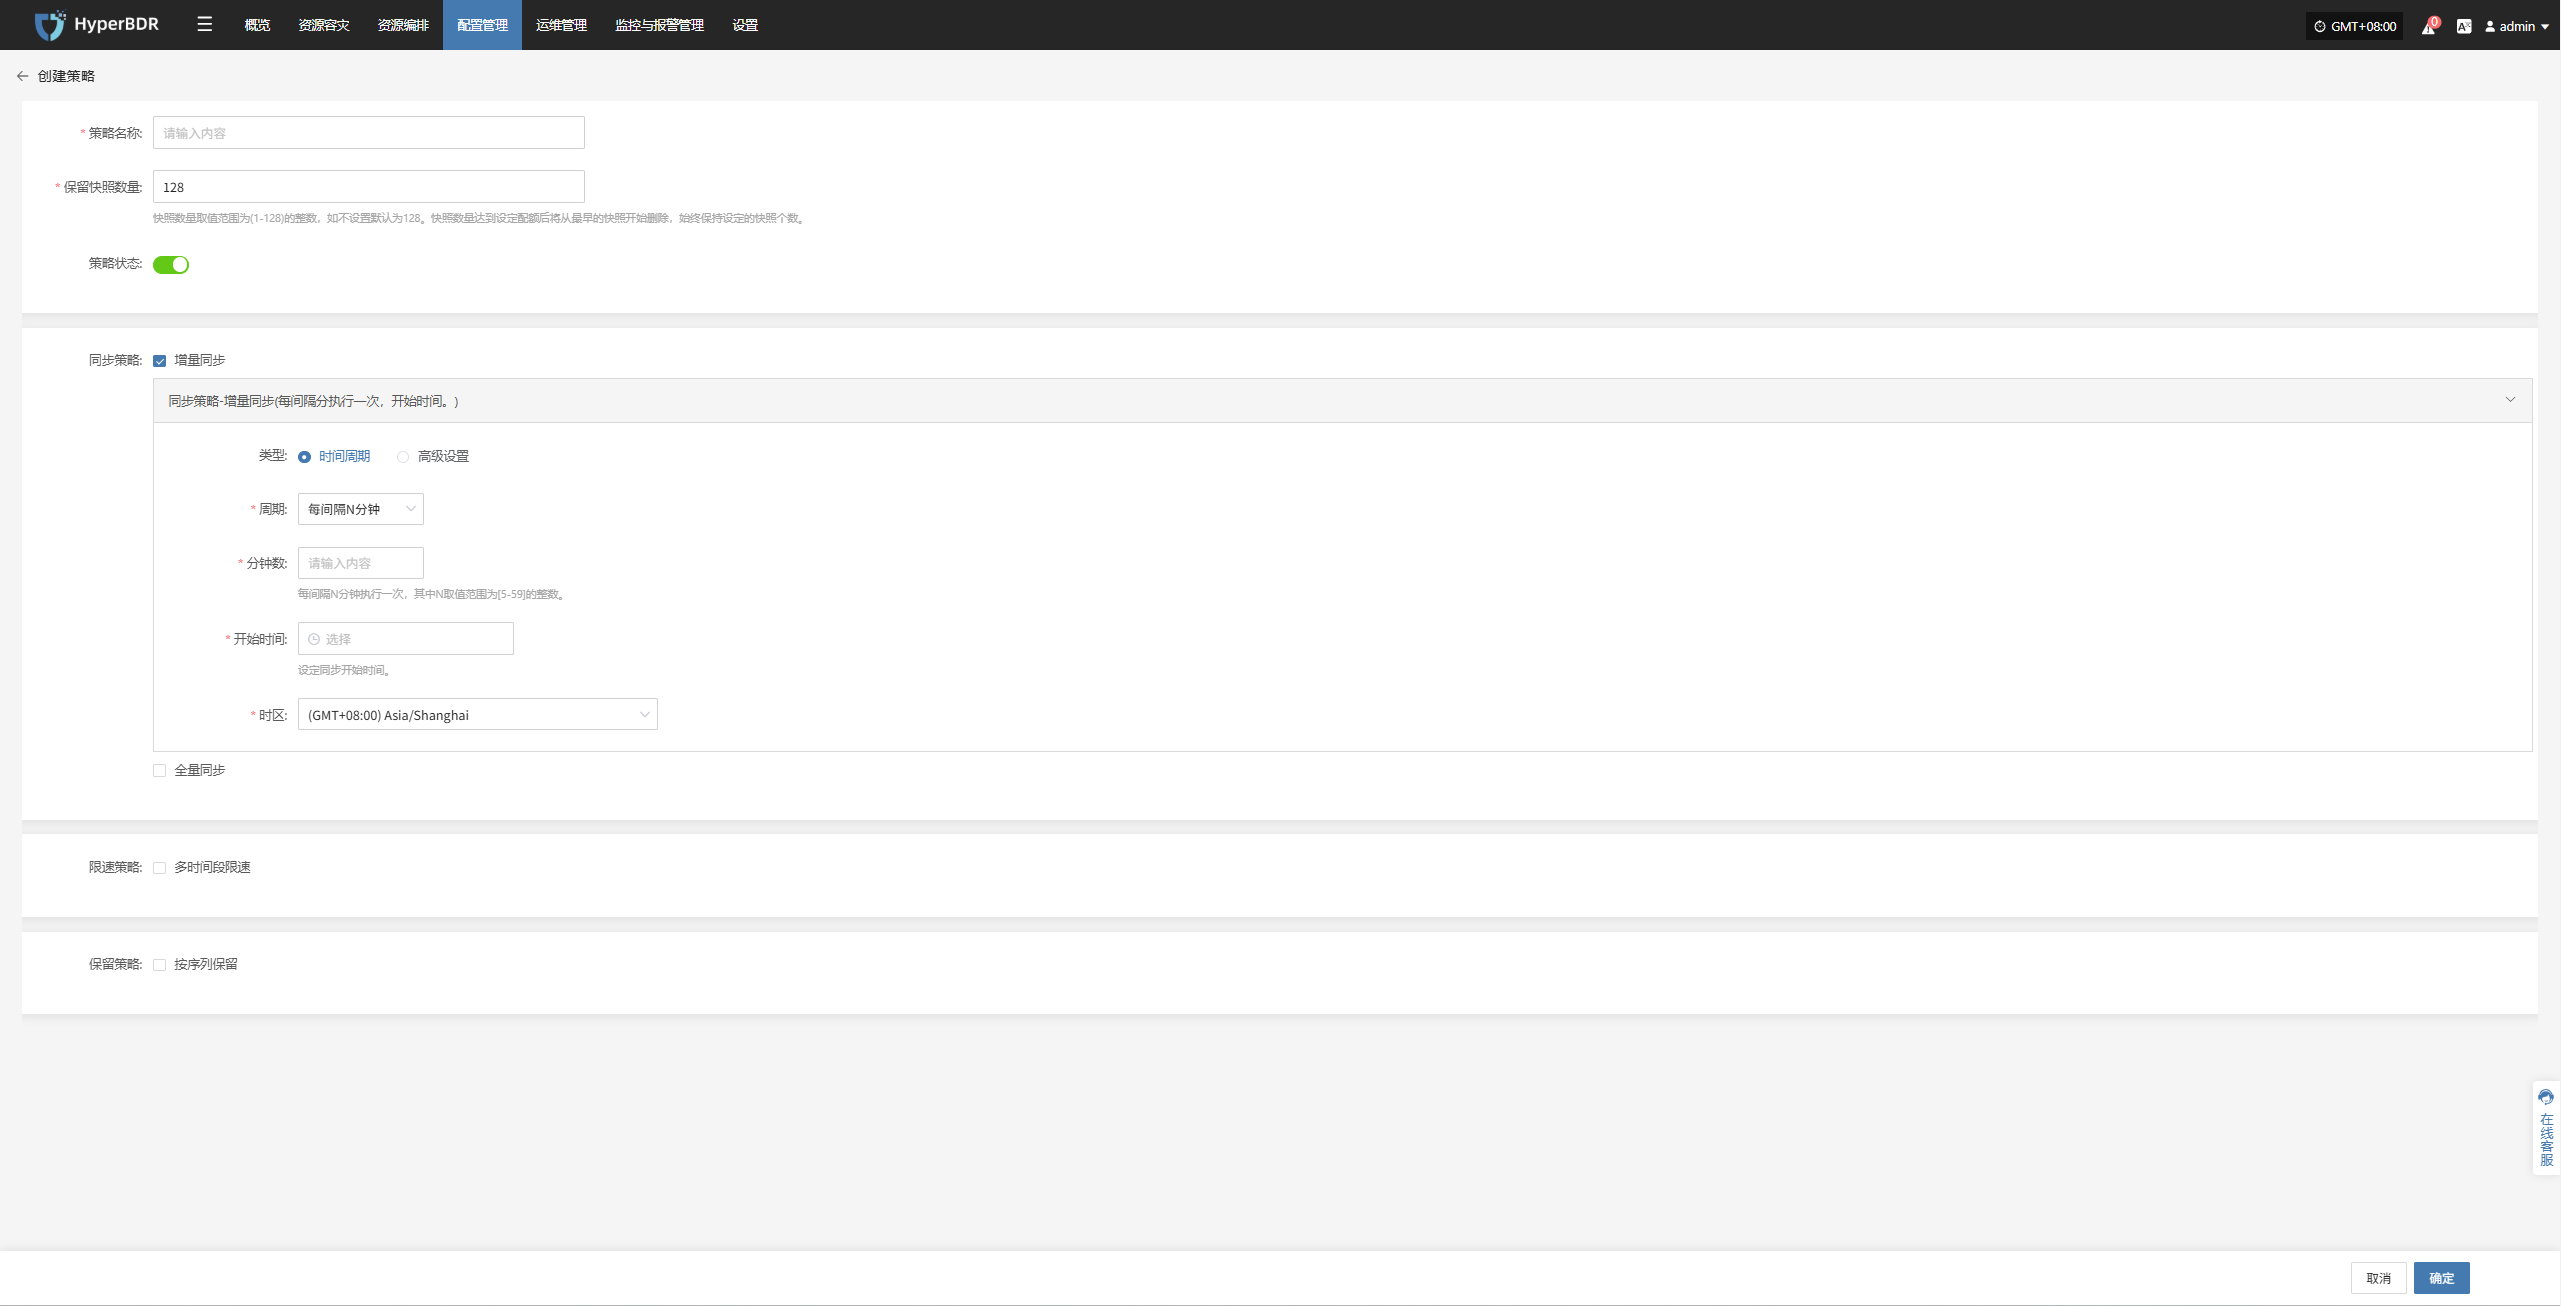 HyperBDR 概览 资源容灾 资源编排 配置管理 运维管理 监控与报警管理 设置 GMT+08:00 0 A admin
创建策略
* 策略名称: 请输入内容
* 保留快照数量: 128
快照数量取值范围为(1-128)的整数，如不设置默认为128。快照数量达到设定配额后将从最早的快照开始删除，始终保持设定的快照个数。
策略状态:
同步策略: 增量同步
同步策略-增量同步(每间隔分执行一次，开始时间。)
类型: 时间周期 高级设置
* 周期: 每间隔N分钟
* 分钟数: 请输入内容
每间隔N分钟执行一次，其中N取值范围为[5-59]的整数。
* 开始时间: 选择
设定同步开始时间。
* 时区: (GMT+08:00) Asia/Shanghai
全量同步
限速策略: 多时间段限速
保留策略: 按序列保留
在线客服
取消 确定